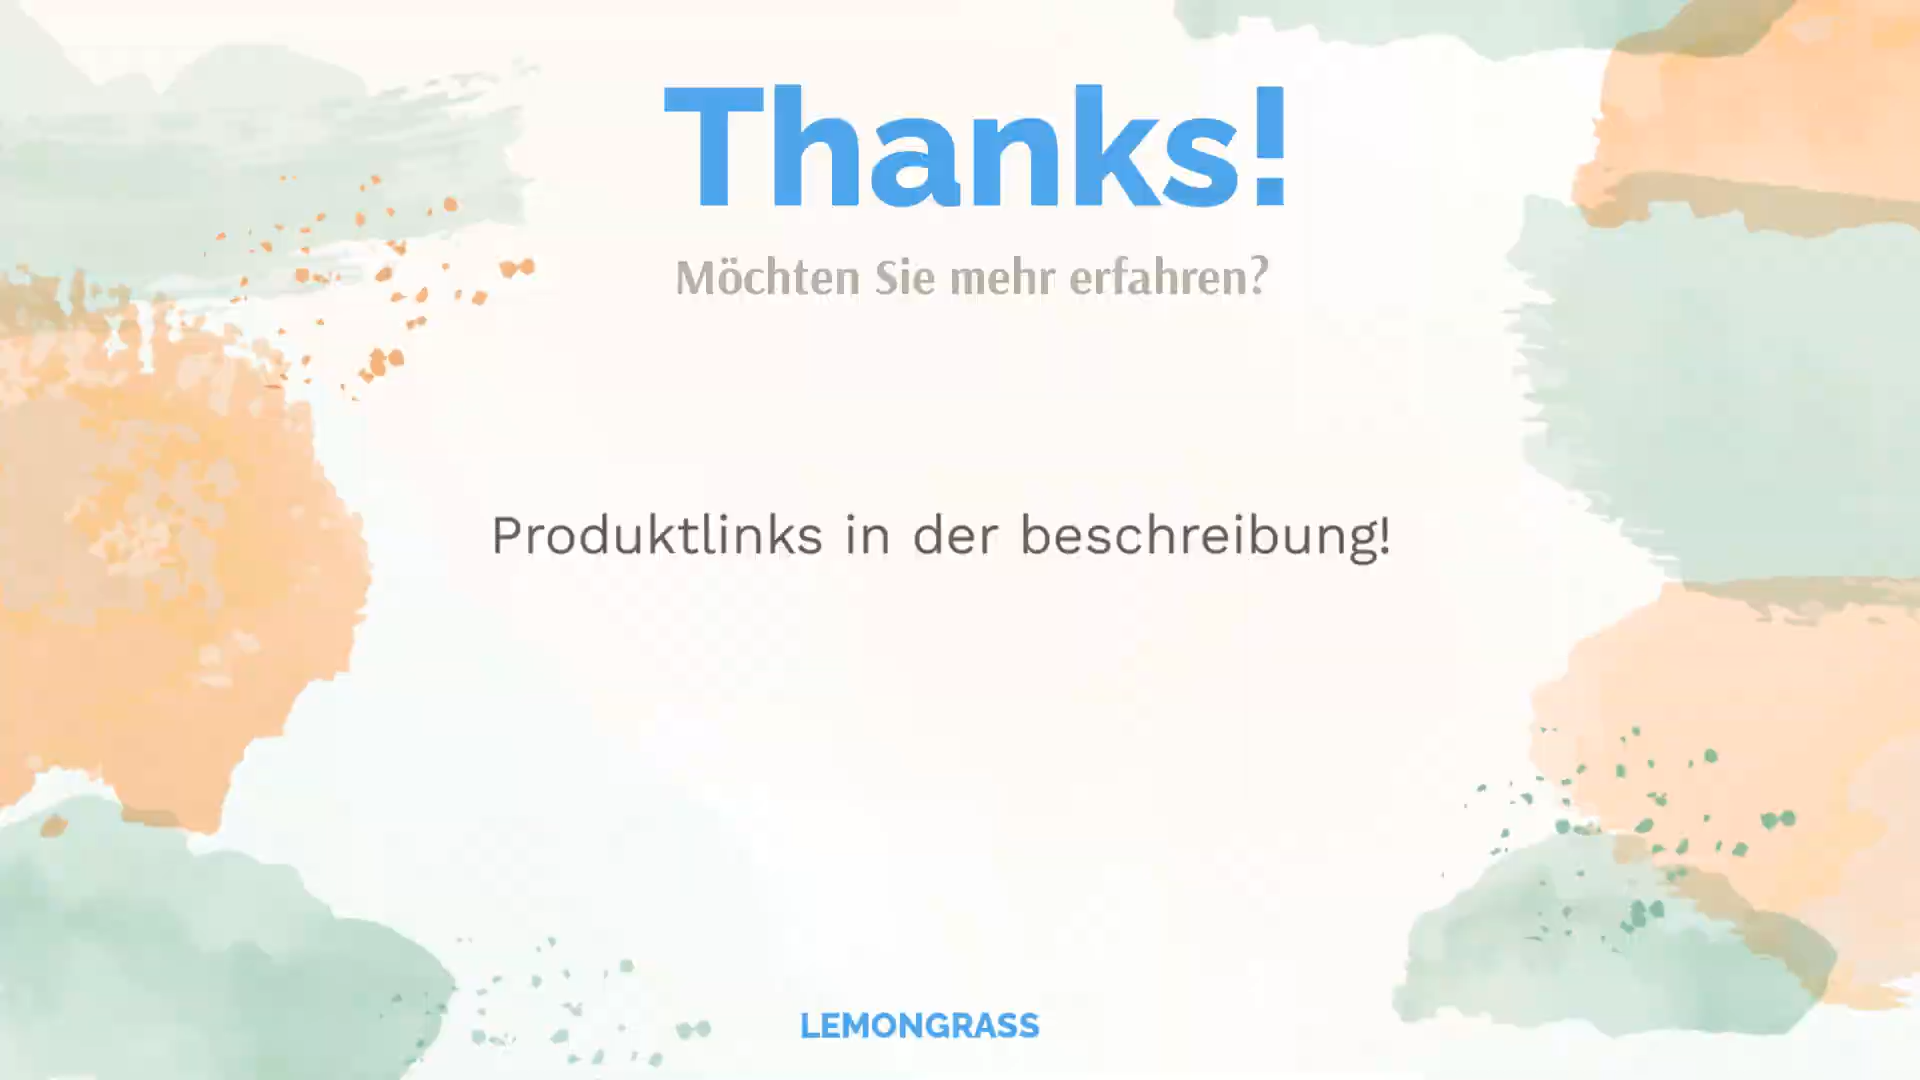 Thanks!
Möchten Sie mehr erfahren?
Produktlinks in der beschreibung!
LEMONGRASS